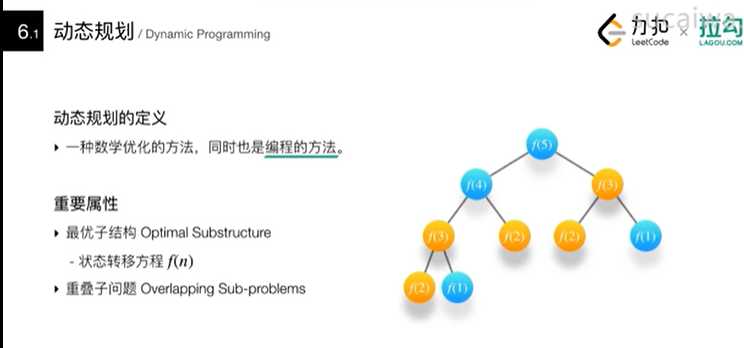 6.1 动态规划 / Dynamic Programming
力扣 LeetCode × 拉勾 LAGOU.COM
sucaiwa
动态规划的定义
一种数学优化的方法，同时也是编程的方法。
重要属性
最优子结构 Optimal Substructure
- 状态转移方程 f(n)
重叠子问题 Overlapping Sub-problems
f(5)
f(4) f(3)
f(3) f(2) f(2) f(1)
f(2) f(1)